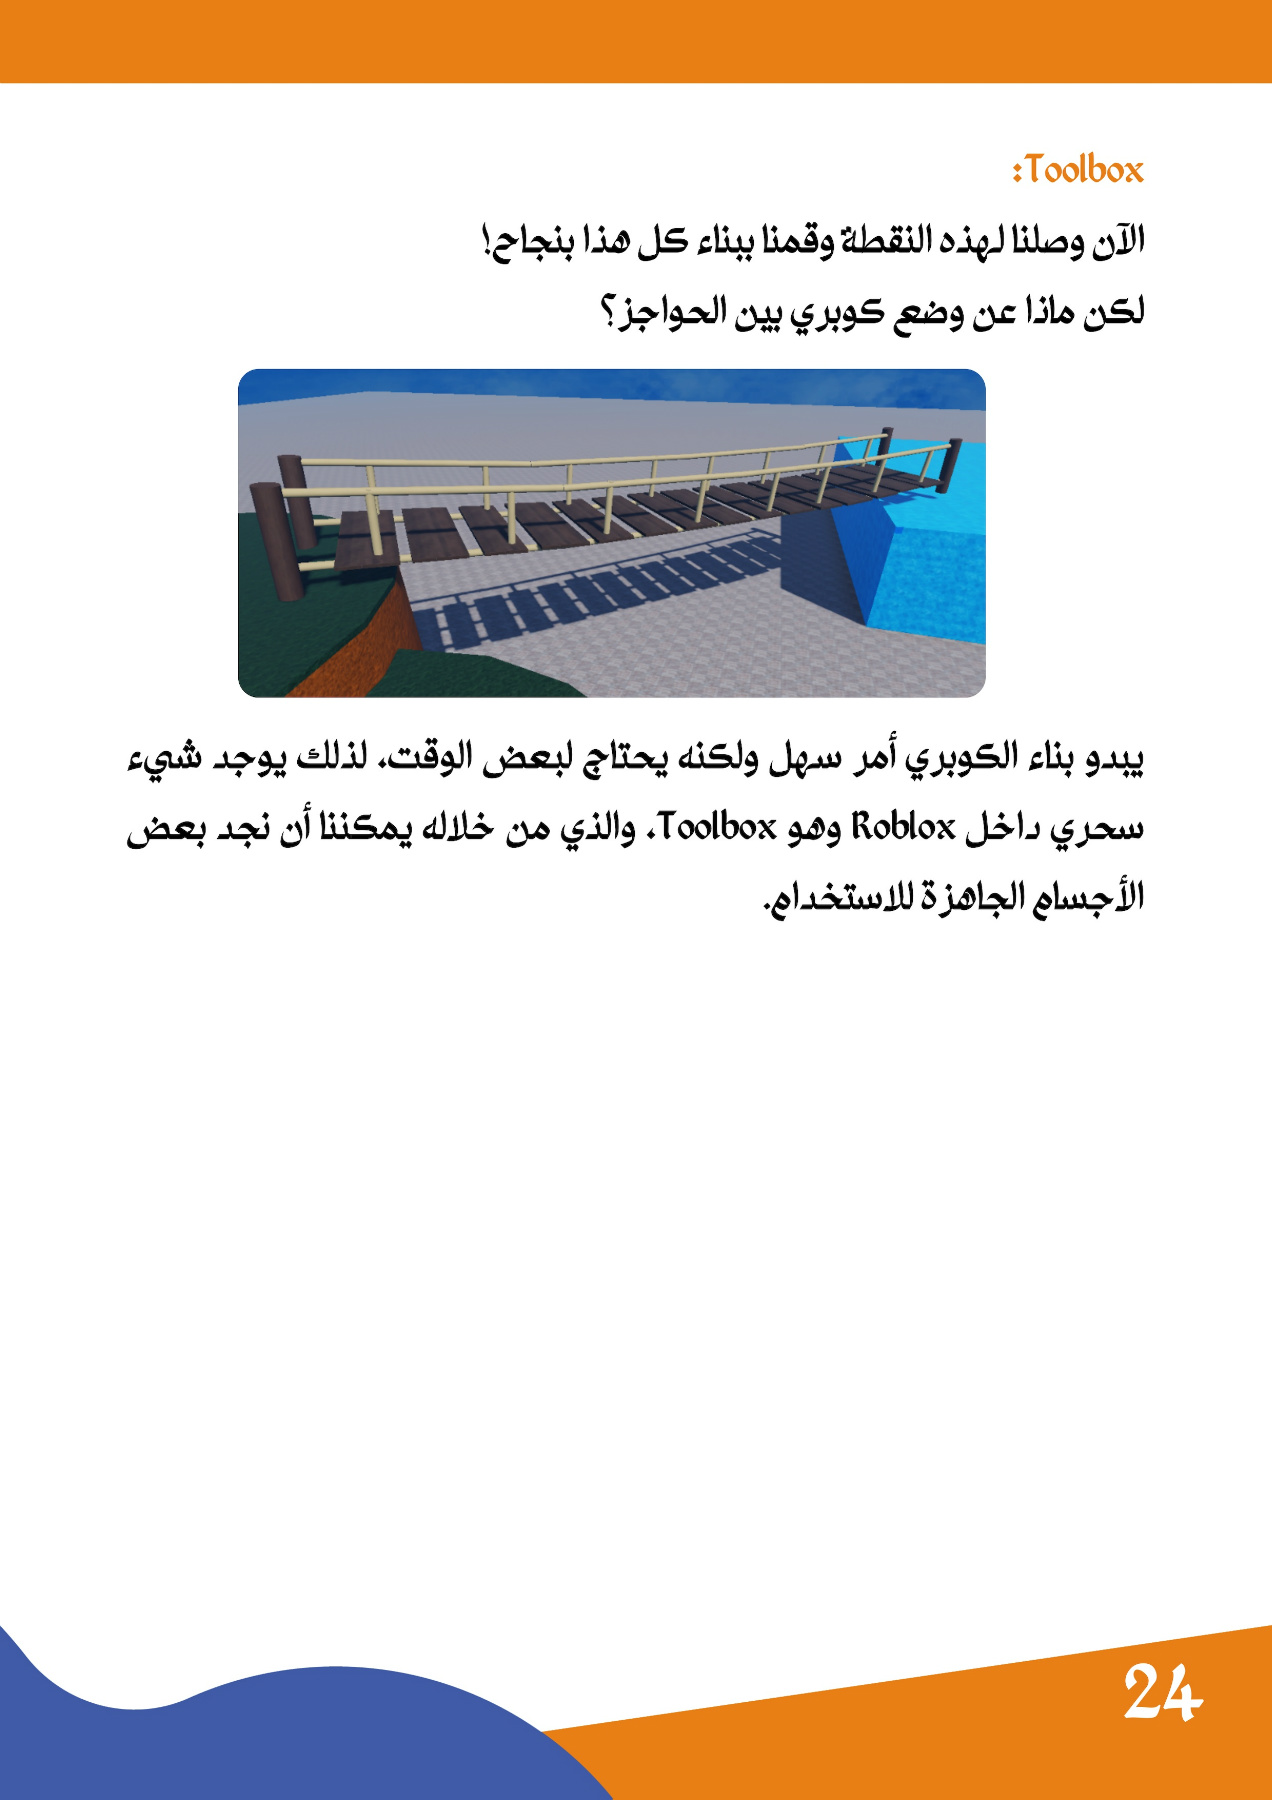 Toolbox:
الآن وصلنا لهذه النقطة وقمنا ببناء كل هذا بنجاح!
لكن ماذا عن وضع كوبري بين الحواجز؟
يبدو بناء الكوبري أمر سهل ولكنه يحتاج لبعض الوقت، لذلك يوجد شيء
سحري داخل Roblox وهو Toolbox، والذي من خلاله يمكننا أن نجد بعض
الأجسام الجاهزة للاستخدام.
24